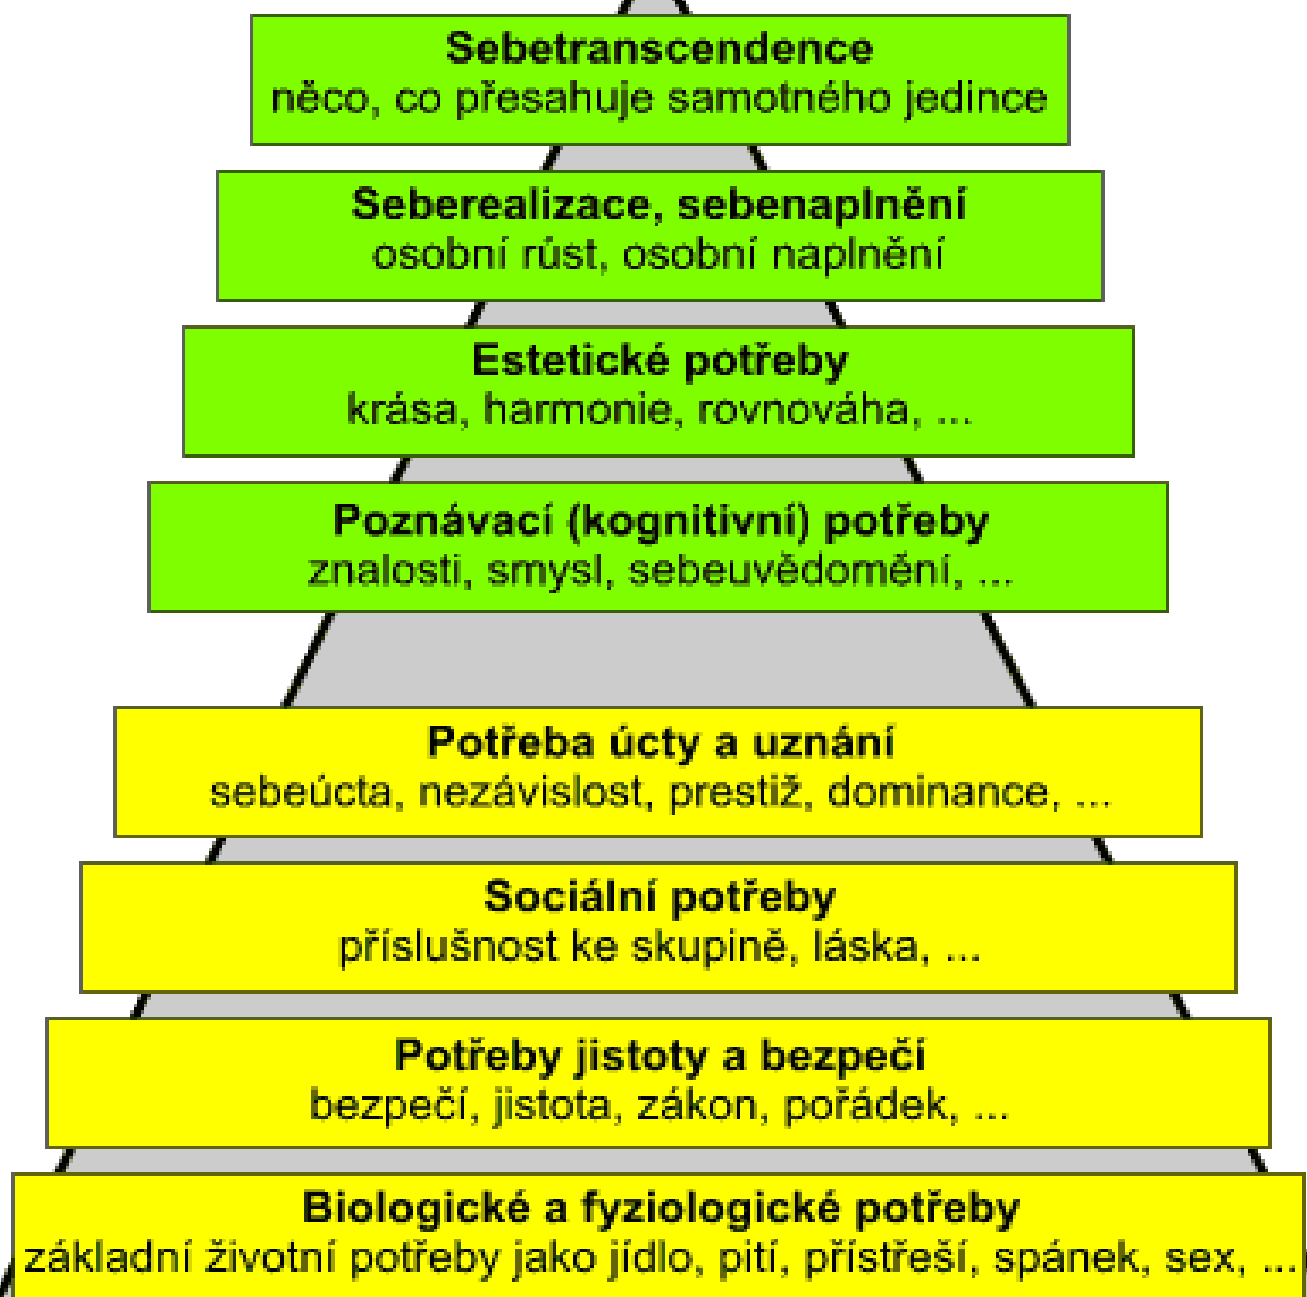 Sebetranscendence
něco, co přesahuje samotného jedince
Seberealizace, sebenaplnění
osobní růst, osobní naplnění
Estetické potřeby
krása, harmonie, rovnováha, ...
Poznávací (kognitivní) potřeby
znalosti, smysl, sebeuvědomění, ...
Potřeba úcty a uznání
sebeúcta, nezávislost, prestiž, dominance, ...
Sociální potřeby
příslušnost ke skupině, láska, ...
Potřeby jistoty a bezpečí
bezpečí, jistota, zákon, pořádek, ...
Biologické a fyziologické potřeby
základní životní potřeby jako jídlo, pití, přístřeší, spánek, sex, ...